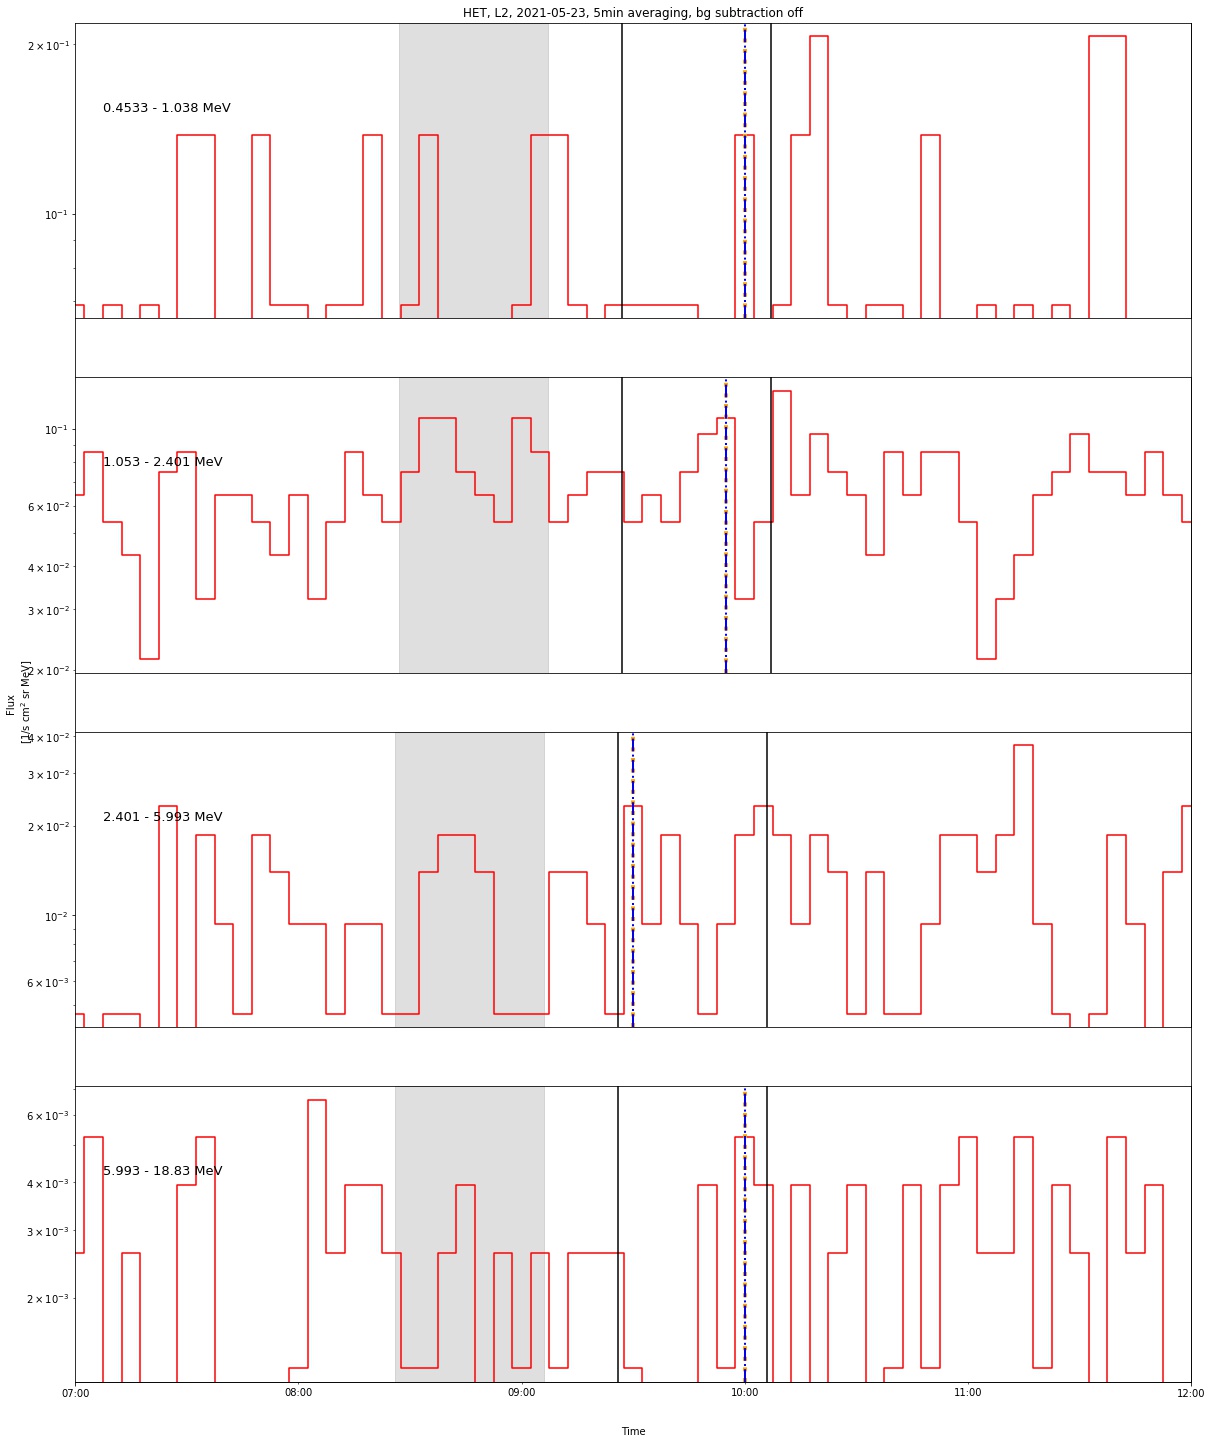 HET, L2, 2021-05-23, 5min averaging, bg subtraction off
2 × 10⁻¹
0.4533 - 1.038 MeV
10⁻¹
10⁻¹
1.053 - 2.401 MeV
6 × 10⁻²
4 × 10⁻²
3 × 10⁻²
2 × 10⁻²
Flux
[1/s cm² sr MeV]
4 × 10⁻²
3 × 10⁻²
2.401 - 5.993 MeV
2 × 10⁻²
10⁻²
6 × 10⁻³
6 × 10⁻³
5.993 - 18.83 MeV
4 × 10⁻³
3 × 10⁻³
2 × 10⁻³
07:00 08:00 09:00 10:00 11:00 12:00
Time